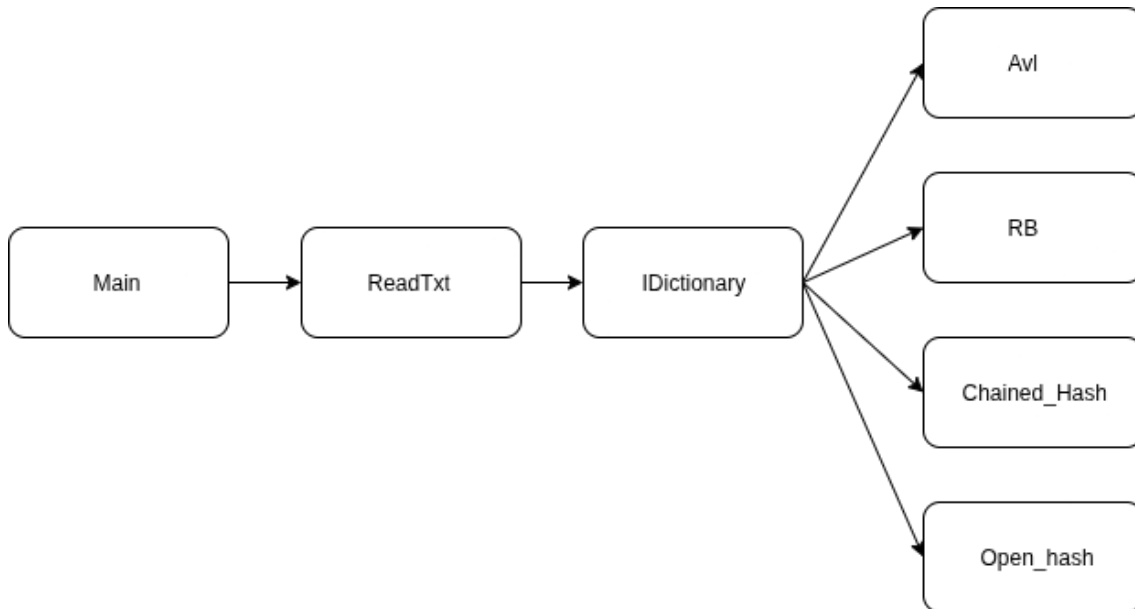 Main
ReadTxt
IDictionary
Avl
RB
Chained_Hash
Open_hash